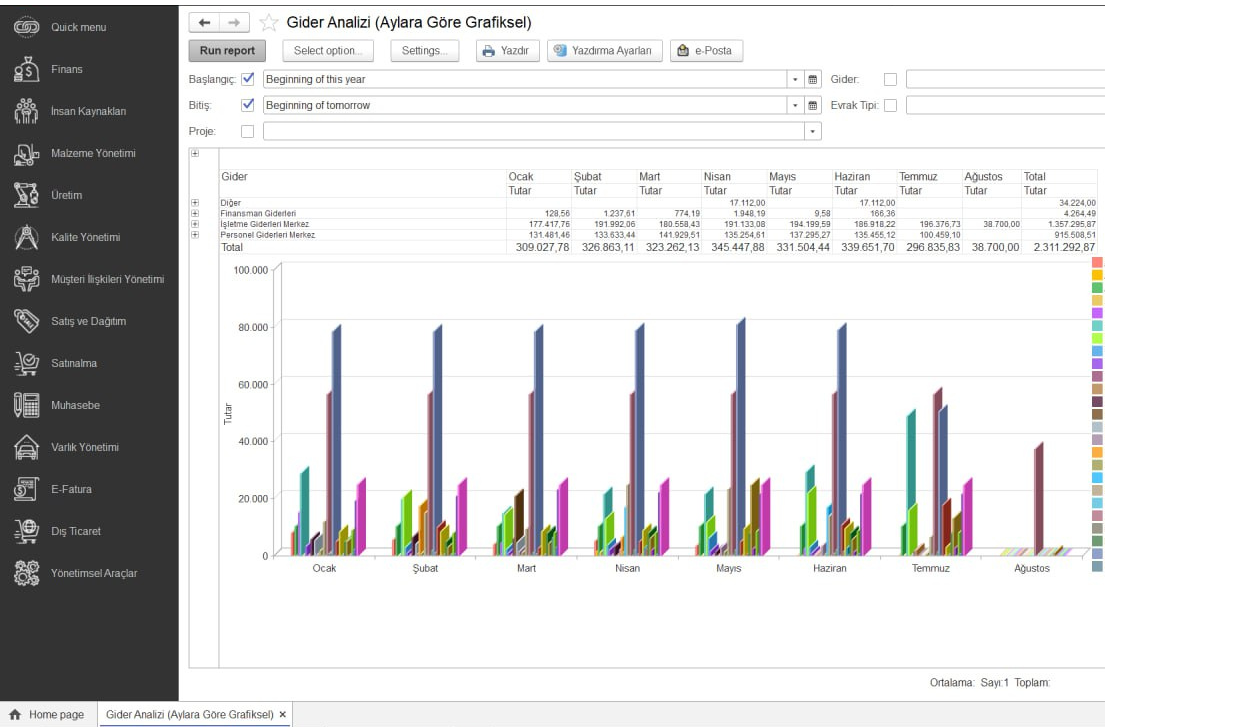 Quick menu
Finans
İnsan Kaynakları
Malzeme Yönetimi
Üretim
Kalite Yönetimi
Müşteri İlişkileri Yönetimi
Satış ve Dağıtım
Satınalma
Muhasebe
Varlık Yönetimi
E-Fatura
Dış Ticaret
Yönetimsel Araçlar
Gider Analizi (Aylara Göre Grafiksel)
Run report Select option... Settings... Yazdır Yazdırma Ayarları e-Posta
Başlangıç: Beginning of this year Gider:
Bitiş: Beginning of tomorrow Evrak Tipi:
Proje:
Gider Ocak Şubat Mart Nisan Mayıs Haziran Temmuz Ağustos Total
Tutar Tutar Tutar Tutar Tutar Tutar Tutar Tutar Tutar
Diğer 17.112,00 17.112,00 34.224,00
Finansman Giderleri 128,56 1.237,61 774,19 1.948,19 9,58 166,36 4.264,49
İşletme Giderleri Merkez 177.417,76 191.992,06 180.558,43 191.133,08 194.199,59 186.918,22 196.376,73 38.700,00 1.357.295,87
Personel Giderleri Merkez 131.481,46 133.633,44 141.929,51 135.254,61 137.295,27 135.455,12 100.459,10 915.508,51
Total 309.027,78 326.863,11 323.262,13 345.447,88 331.504,44 339.651,70 296.835,83 38.700,00 2.311.292,87
100.000
80.000
60.000
Tutar
40.000
20.000
0
Ocak Şubat Mart Nisan Mayıs Haziran Temmuz Ağustos
Ortalama: Sayı:1 Toplam:
Home page Gider Analizi (Aylara Göre Grafiksel) ×